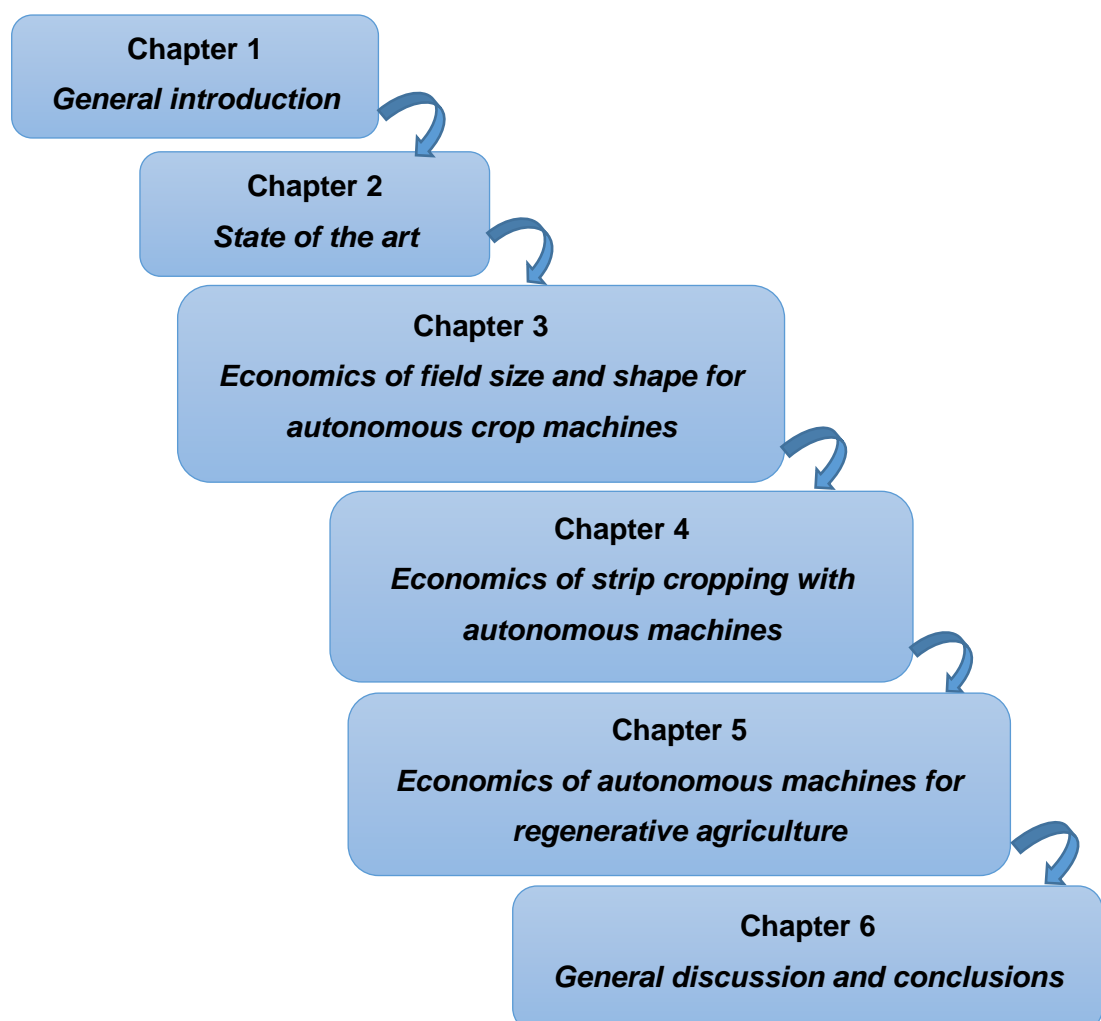 Chapter 1
General introduction
Chapter 2
State of the art
Chapter 3
Economics of field size and shape for
autonomous crop machines
Chapter 4
Economics of strip cropping with
autonomous machines
Chapter 5
Economics of autonomous machines for
regenerative agriculture
Chapter 6
General discussion and conclusions